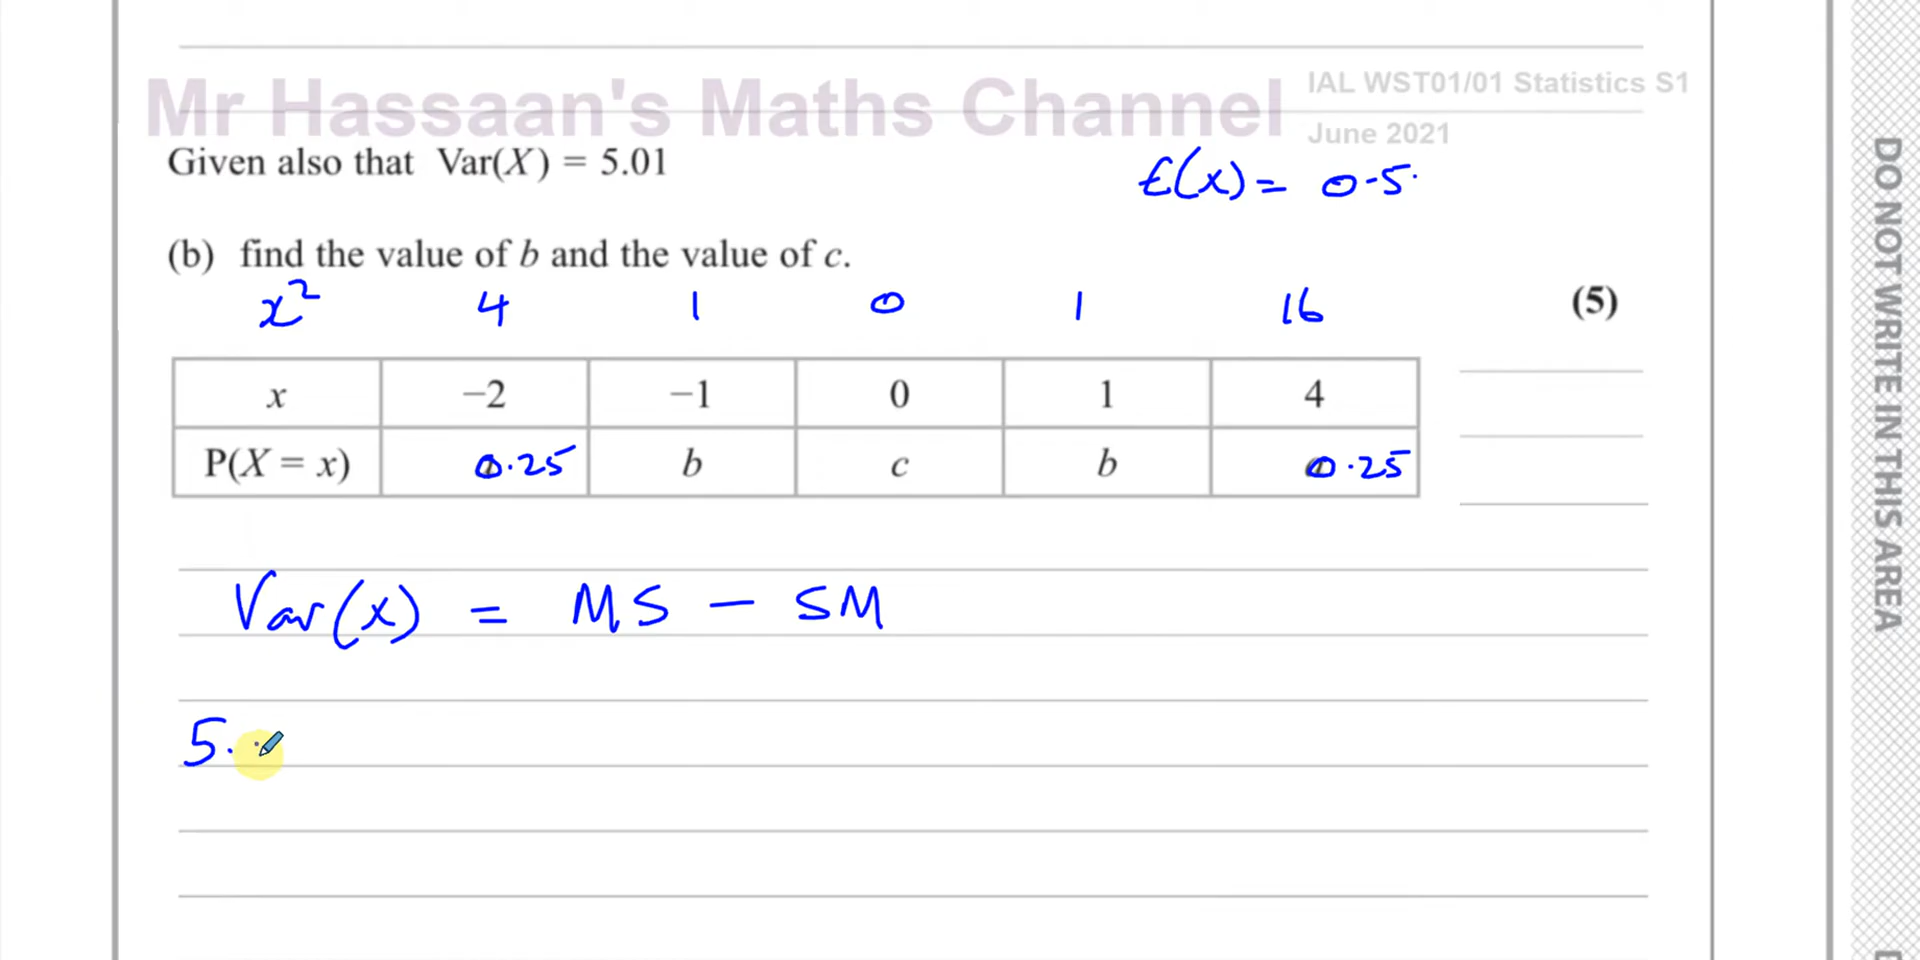 Mr Hassaan's Maths Channel
IAL WST01/01 Statistics S1
June 2021
Given also that Var(X) = 5.01
E(x) = 0.5.
(b) find the value of b and the value of c.
x² 4 1 0 1 16
(5)
x −2 −1 0 1 4
P(X = x) 0.25 b c b 0.25
Var(x) = MS − SM
5.
DO NOT WRITE IN THIS AREA